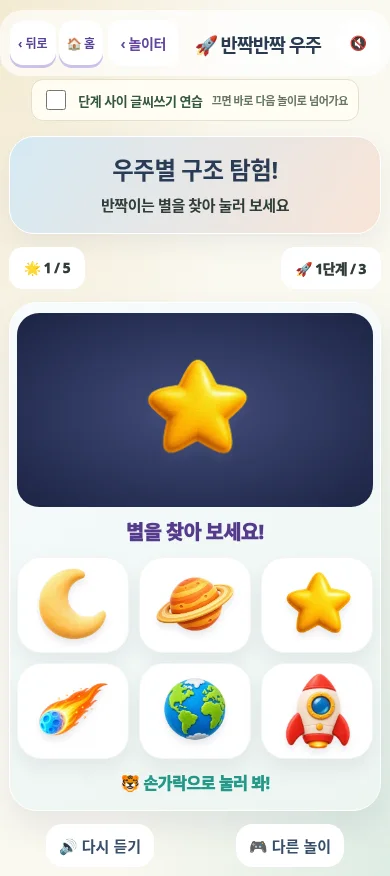 ‹ 뒤로 🏠 홈 ‹ 놀이터 🚀 반짝반짝 우주 🔇
단계 사이 글씨쓰기 연습 끄면 바로 다음 놀이로 넘어가요
우주별 구조 탐험!
반짝이는 별을 찾아 눌러 보세요
🌟 1 / 5 🚀 1단계 / 3
별을 찾아 보세요!
🐯 손가락으로 눌러 봐!
🔊 다시 듣기 🎮 다른 놀이